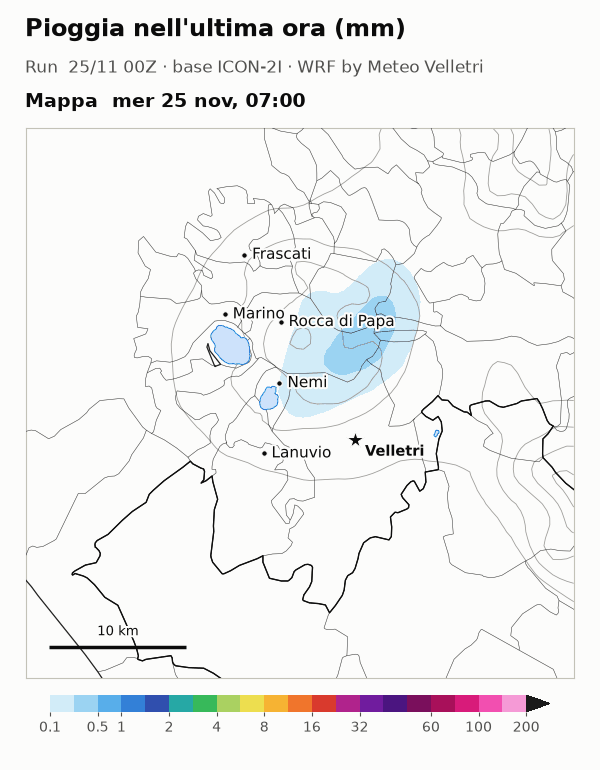 Pioggia nell'ultima ora (mm)
Run  25/11 00Z · base ICON-2I · WRF by Meteo Velletri
Mappa  mer 25 nov, 07:00
Frascati
Marino
Rocca di Papa
Nemi
Velletri
Lanuvio
10 km
0.1 0.5 1 2 4 8 16 32 60 100 200